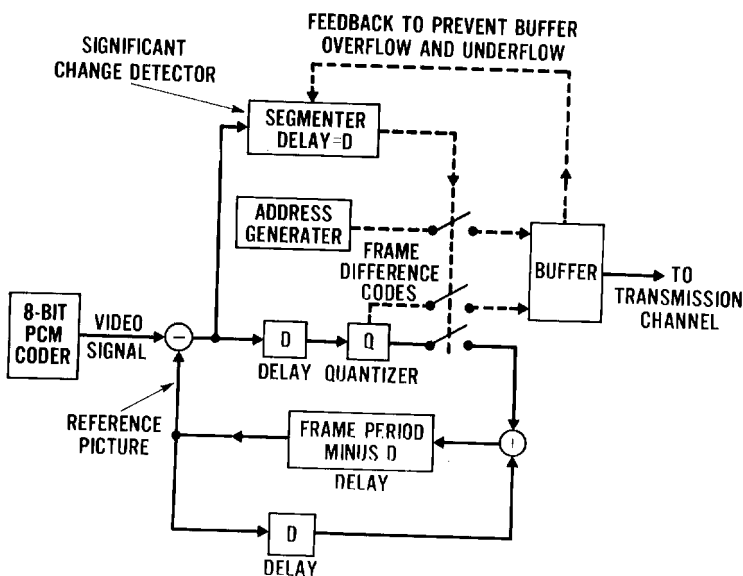 FEEDBACK TO PREVENT BUFFER
OVERFLOW AND UNDERFLOW
SIGNIFICANT
CHANGE DETECTOR
SEGMENTER
DELAY=D
ADDRESS
GENERATER
FRAME
DIFFERENCE
CODES
BUFFER
TO
TRANSMISSION
CHANNEL
8-BIT
PCM
CODER
VIDEO
SIGNAL
−
D
DELAY
Q
QUANTIZER
REFERENCE
PICTURE
FRAME PERIOD
MINUS D
DELAY
D
DELAY